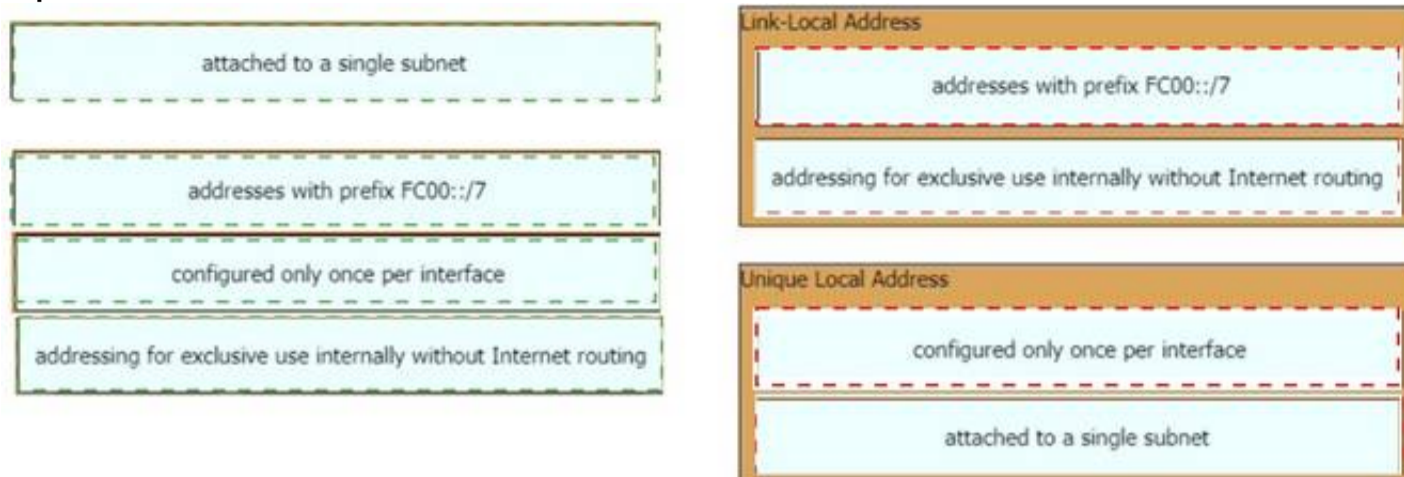 attached to a single subnet
addresses with prefix FC00::/7
configured only once per interface
addressing for exclusive use internally without Internet routing
Link-Local Address
addresses with prefix FC00::/7
addressing for exclusive use internally without Internet routing
Unique Local Address
configured only once per interface
attached to a single subnet